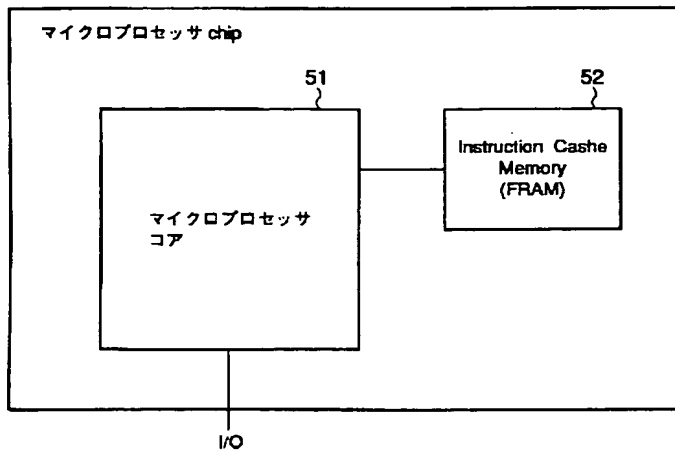 マイクロプロセッサ chip
51
52
Instruction Cashe
Memory
(FRAM)
マイクロプロセッサ
コア
I/O